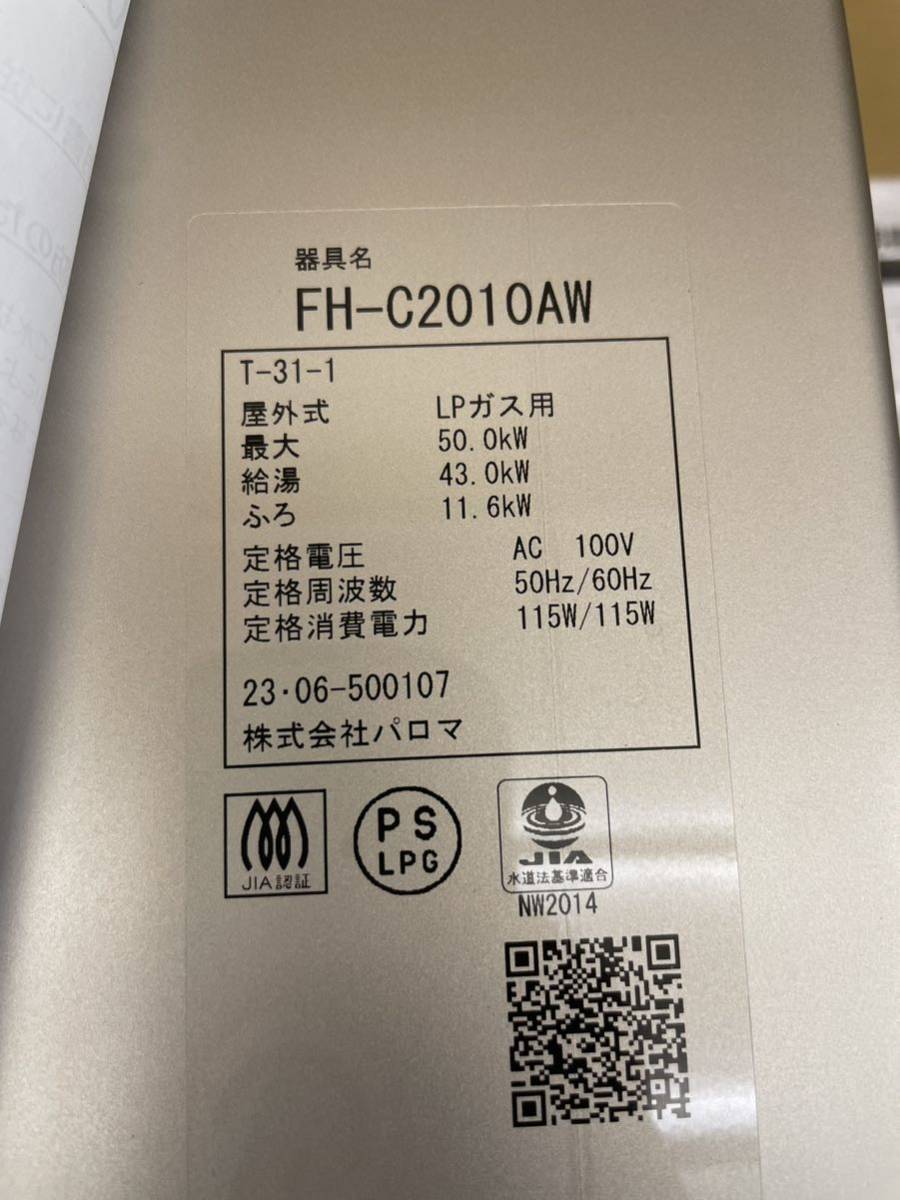 器具名
FH-C2010AW
T-31-1
屋外式 LPガス用
最大 50.0kW
給湯 43.0kW
ふろ 11.6kW
定格電圧 AC 100V
定格周波数 50Hz/60Hz
定格消費電力 115W/115W
23・06-500107
株式会社パロマ
JIA認証
PS
LPG
JIA
水道法基準適合
NW2014